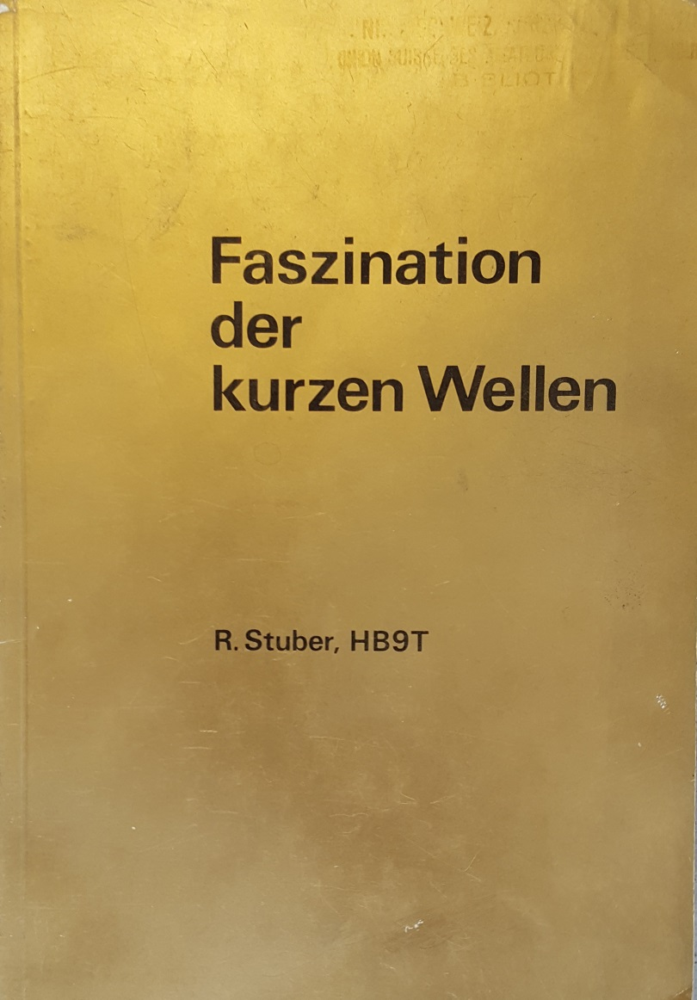 Faszination
der
kurzen Wellen
R. Stuber, HB9T